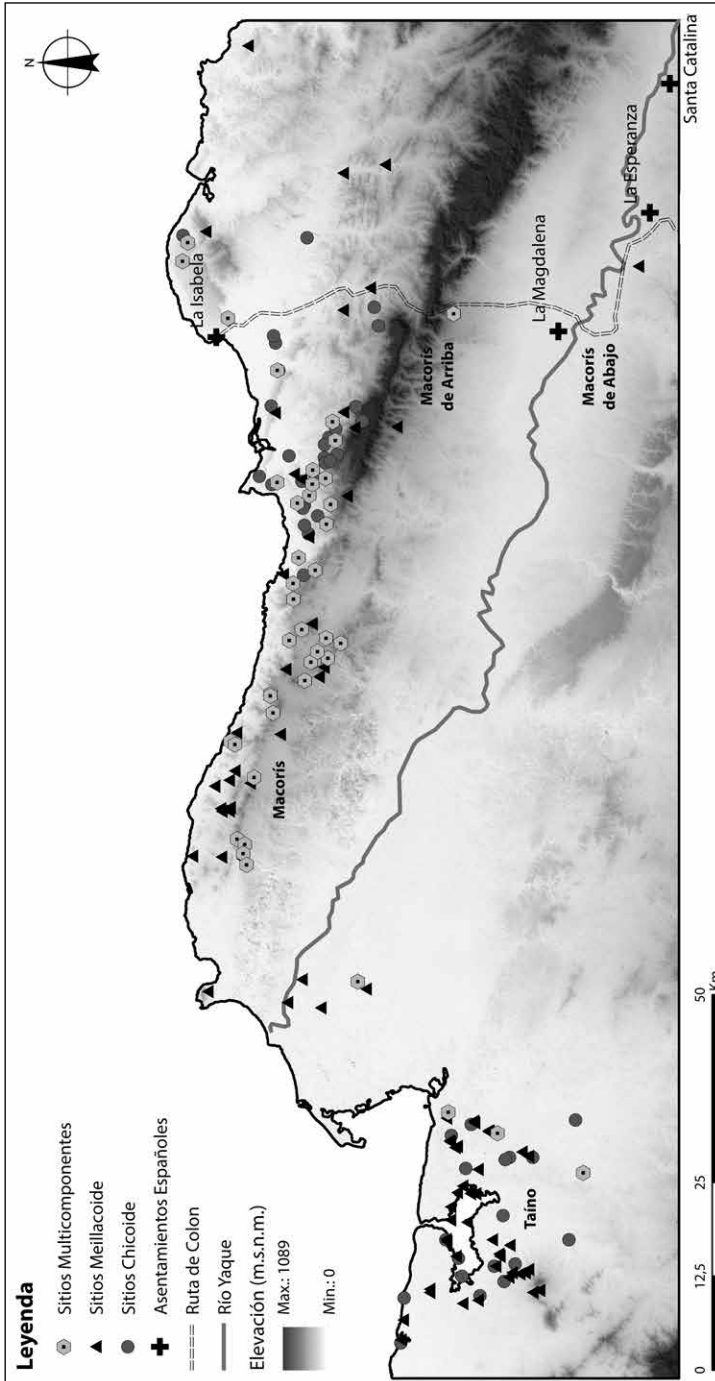 N
Leyenda
Sitios Multicomponentes
Sitios Meillacoide
Sitios Chicoide
Asentamientos Españoles
Ruta de Colon
Río Yaque
Elevación (m.s.n.m.)
Max.: 1089
Min.: 0
La Isabela
Macorís
Macorís
de Arriba
La Magdalena
Macorís
de Abajo
La Esperanza
Santa Catalina
Taíno
0
12,5
25
50
Km